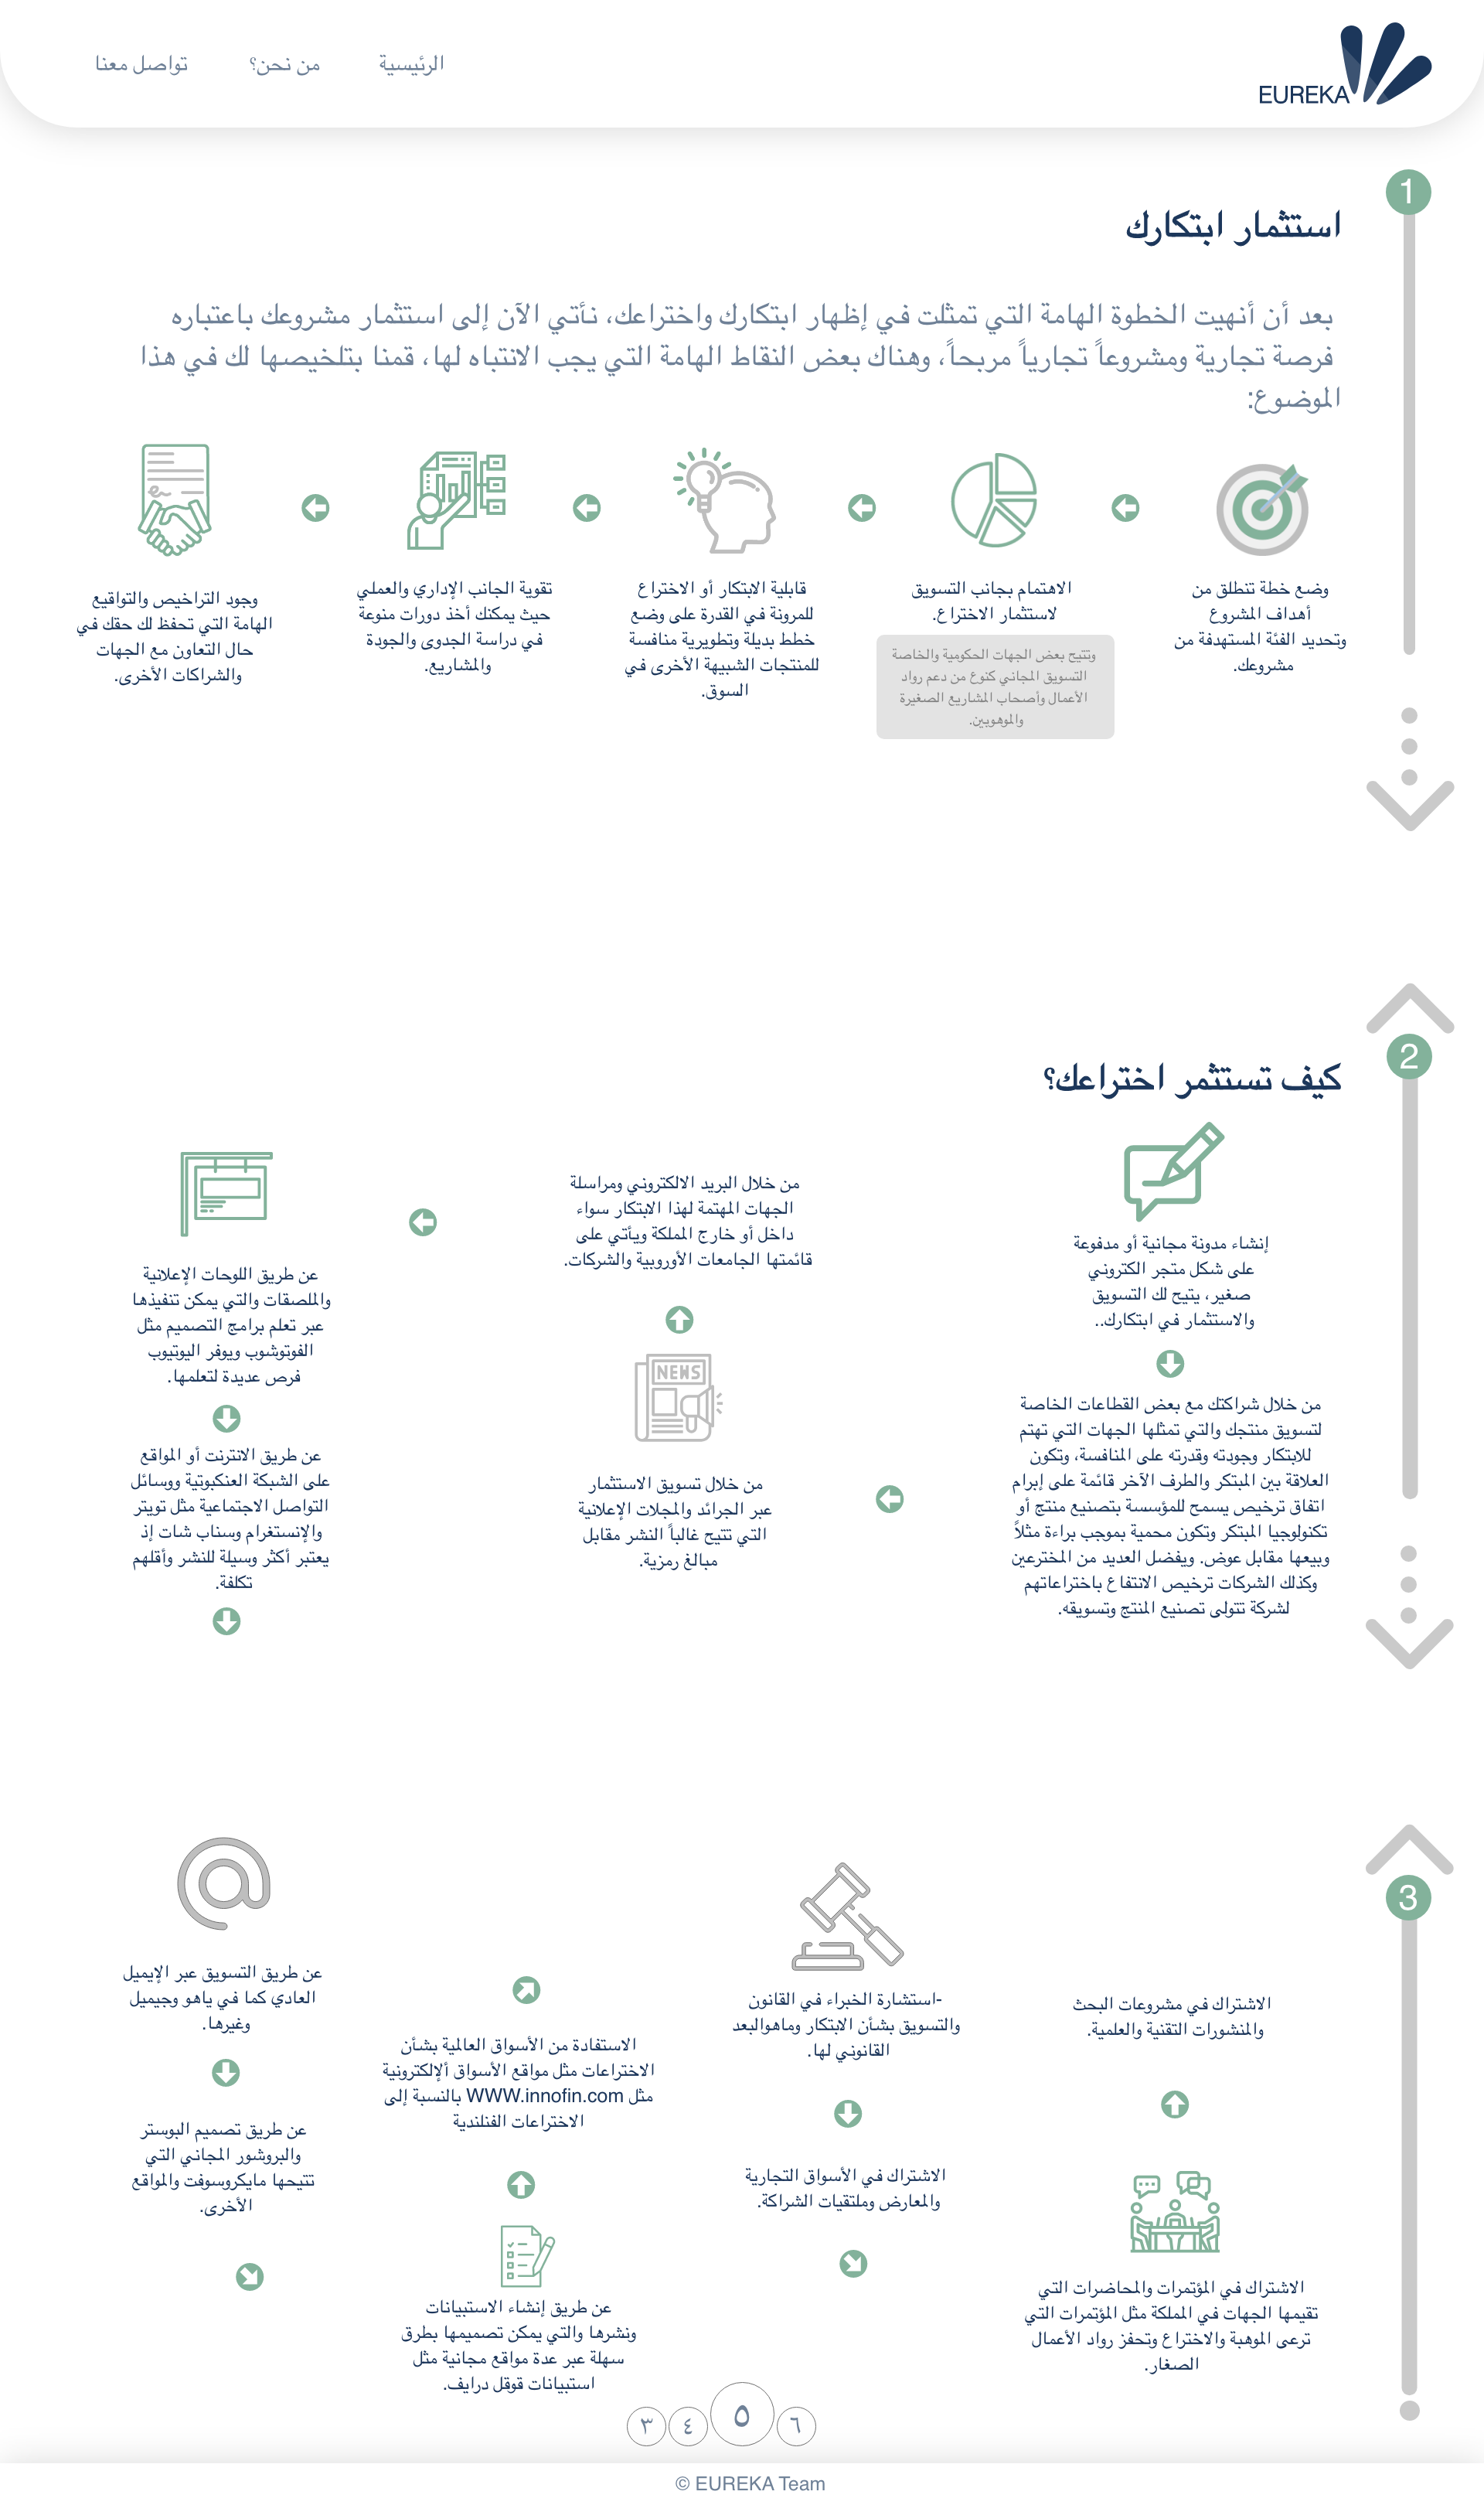 EUREKA
الرئيسية
من نحن؟
تواصل معنا
1
استثمار ابتكارك
بعد أن أنهيت الخطوة الهامة التي تمثلت في إظهار ابتكارك واختراعك، نأتي الآن إلى استثمار مشروعك باعتباره
فرصة تجارية ومشروعاً تجارياً مربحاً، وهناك بعض النقاط الهامة التي يجب الانتباه لها، قمنا بتلخيصها لك في هذا
الموضوع:
وضع خطة تنطلق من
أهداف المشروع
وتحديد الفئة المستهدفة من
مشروعك.
الاهتمام بجانب التسويق
لاستثمار الاختراع.
وتتيح بعض الجهات الحكومية والخاصة
التسويق المجاني كنوع من دعم رواد
الأعمال وأصحاب المشاريع الصغيرة
والموهوبين.
قابلية الابتكار أو الاختراع
للمرونة في القدرة على وضع
خطط بديلة وتطويرية منافسة
للمنتجات الشبيهة الأخرى في
السوق.
تقوية الجانب الإداري والعملي
حيث يمكنك أخذ دورات منوعة
في دراسة الجدوى والجودة
والمشاريع.
وجود التراخيص والتواقيع
الهامة التي تحفظ لك حقك في
حال التعاون مع الجهات
والشراكات الأخرى.
2
كيف تستثمر اختراعك؟
إنشاء مدونة مجانية أو مدفوعة
على شكل متجر الكتروني
صغير، يتيح لك التسويق
والاستثمار في ابتكارك..
من خلال شراكتك مع بعض القطاعات الخاصة
لتسويق منتجك والتي تمثلها الجهات التي تهتم
للابتكار وجودته وقدرته على المنافسة، وتكون
العلاقة بين المبتكر والطرف الآخر قائمة على إبرام
اتفاق ترخيص يسمح للمؤسسة بتصنيع منتج أو
تكنولوجيا المبتكر وتكون محمية بموجب براءة مثلاً
وبيعها مقابل عوض. ويفضل العديد من المخترعين
وكذلك الشركات ترخيص الانتفاع باختراعاتهم
لشركة تتولى تصنيع المنتج وتسويقه.
NEWS
من خلال تسويق الاستثمار
عبر الجرائد والمجلات الإعلانية
التي تتيح غالباً النشر مقابل
مبالغ رمزية.
من خلال البريد الالكتروني ومراسلة
الجهات المهتمة لهذا الابتكار سواء
داخل أو خارج المملكة ويأتي على
قائمتها الجامعات الأوروبية والشركات.
عن طريق اللوحات الإعلانية
والملصقات والتي يمكن تنفيذها
عبر تعلم برامج التصميم مثل
الفوتوشوب ويوفر اليوتيوب
فرص عديدة لتعلمها.
عن طريق الانترنت أو المواقع
على الشبكة العنكبوتية ووسائل
التواصل الاجتماعية مثل تويتر
والإنستغرام وسناب شات إذ
يعتبر أكثر وسيلة للنشر وأقلهم
تكلفة.
3
الاشتراك في مشروعات البحث
والمنشورات التقنية والعلمية.
الاشتراك في المؤتمرات والمحاضرات التي
تقيمها الجهات في المملكة مثل المؤتمرات التي
ترعى الموهبة والاختراع وتحفز رواد الأعمال
الصغار.
-استشارة الخبراء في القانون
والتسويق بشأن الابتكار وماهوالبعد
القانوني لها.
الاشتراك في الأسواق التجارية
والمعارض وملتقيات الشراكة.
الاستفادة من الأسواق العالمية بشأن
الاختراعات مثل مواقع الأسواق ألإلكترونية
مثل WWW.innofin.com بالنسبة إلى
الاختراعات الفنلندية
عن طريق إنشاء الاستبيانات
ونشرها والتي يمكن تصميمها بطرق
سهلة عبر عدة مواقع مجانية مثل
استبيانات قوقل درايف.
عن طريق التسويق عبر الإيميل
العادي كما في ياهو وجيميل
وغيرها.
عن طريق تصميم البوستر
والبروشور المجاني التي
تتيحها مايكروسوفت والمواقع
الأخرى.
٦
٥
٤
٣
© EUREKA Team